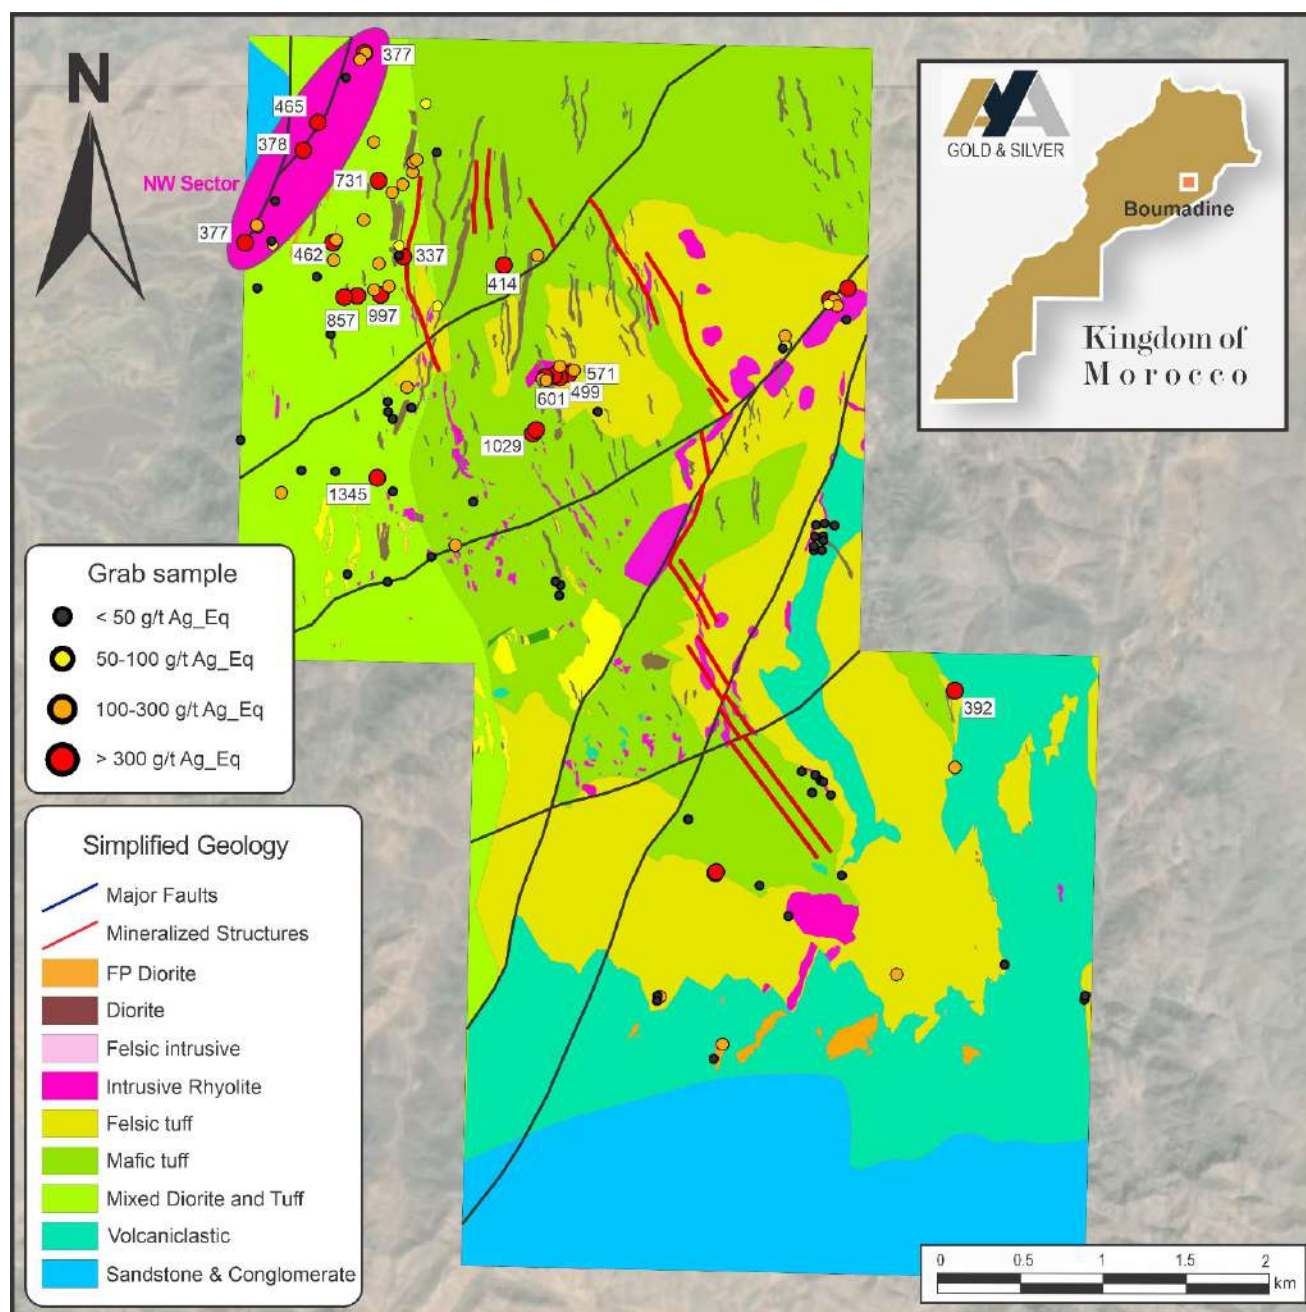 N
377
465
378
NW Sector
731
377
462
337
414
857
997
571
499
601
1029
1345
392
AYA
GOLD & SILVER
Boumadine
Kingdom of
Morocco
Grab sample
< 50 g/t Ag_Eq
50-100 g/t Ag_Eq
100-300 g/t Ag_Eq
> 300 g/t Ag_Eq
Simplified Geology
Major Faults
Mineralized Structures
FP Diorite
Diorite
Felsic intrusive
Intrusive Rhyolite
Felsic tuff
Mafic tuff
Mixed Diorite and Tuff
Volcaniclastic
Sandstone & Conglomerate
0 0.5 1 1.5 2
km